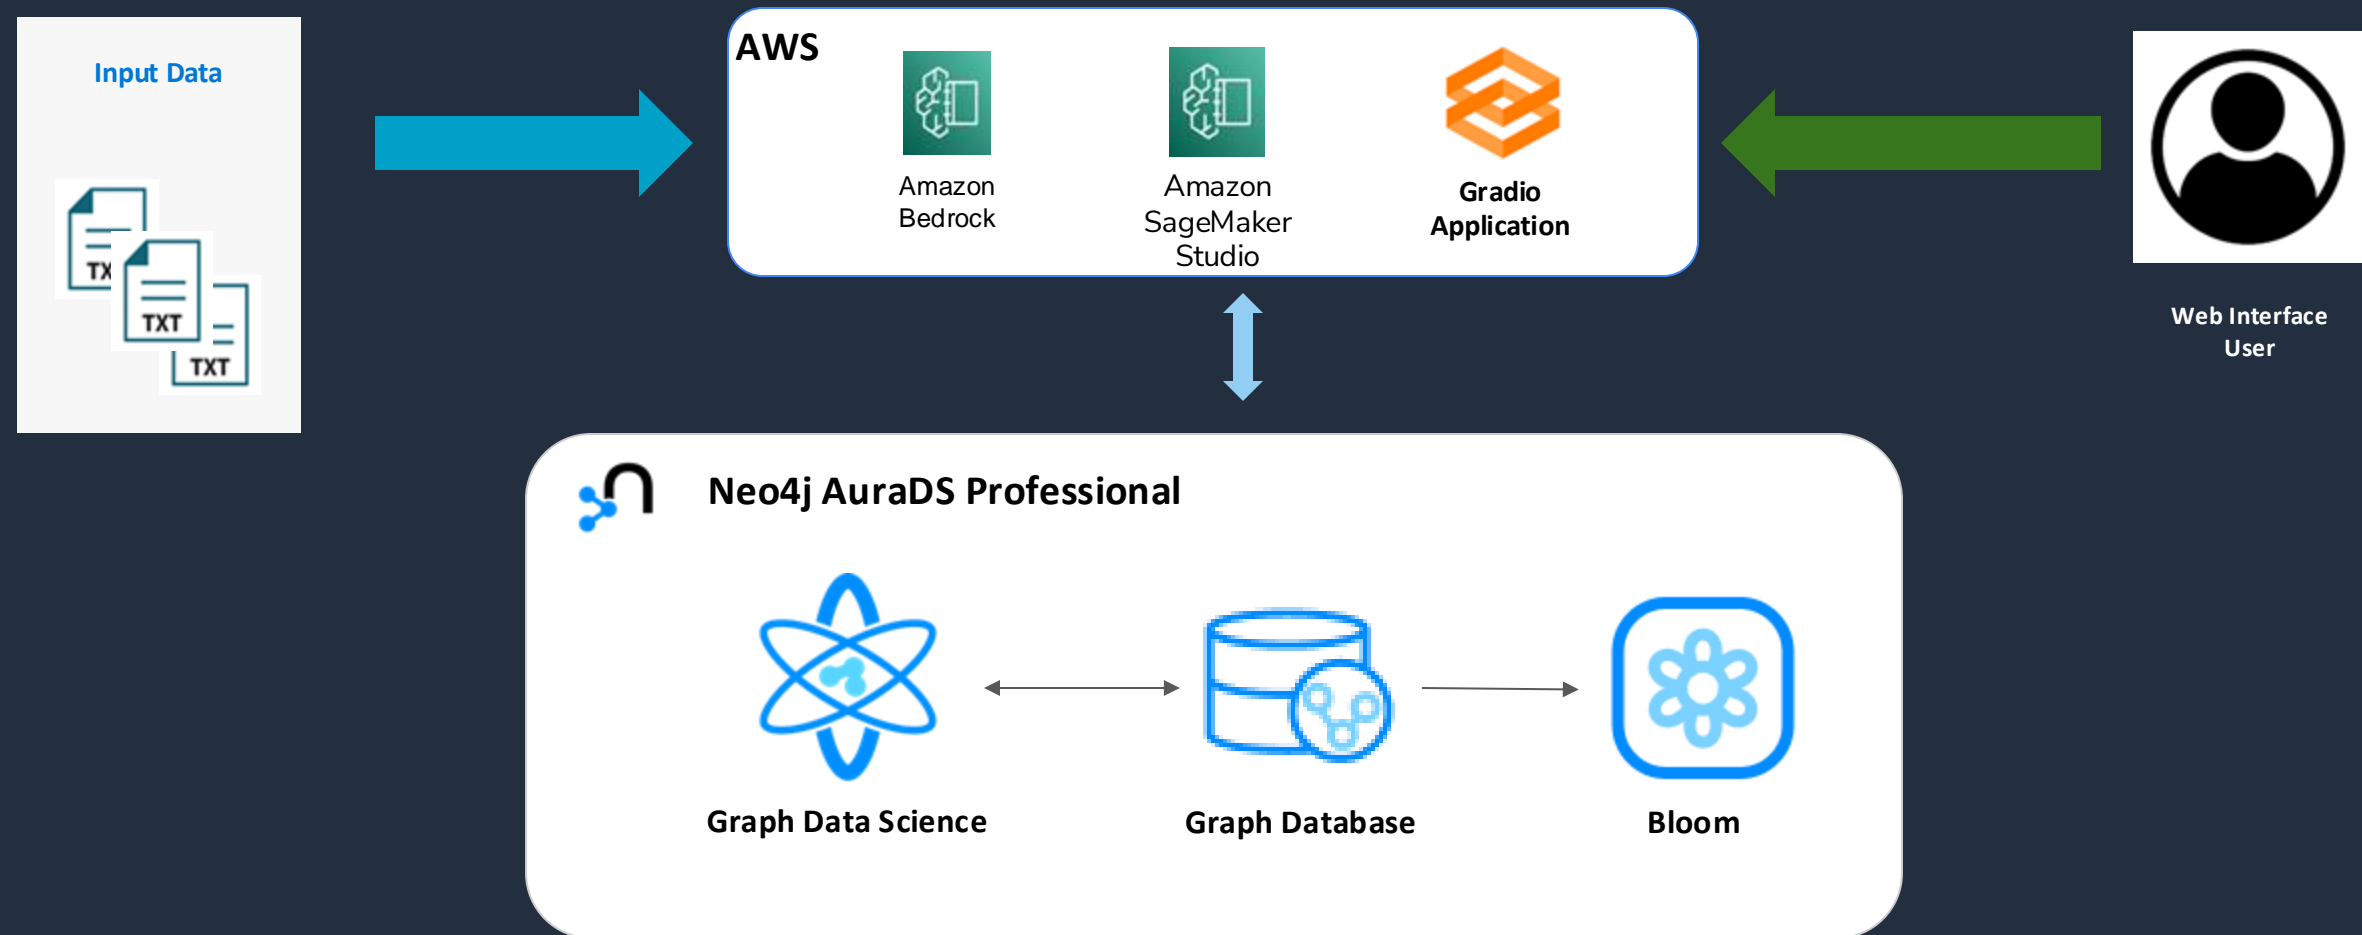 Input Data
TX
TXT
TXT
AWS
Amazon
Bedrock
Amazon
SageMaker
Studio
Gradio
Application
Web Interface
User
Neo4j AuraDS Professional
Graph Data Science
Graph Database
Bloom